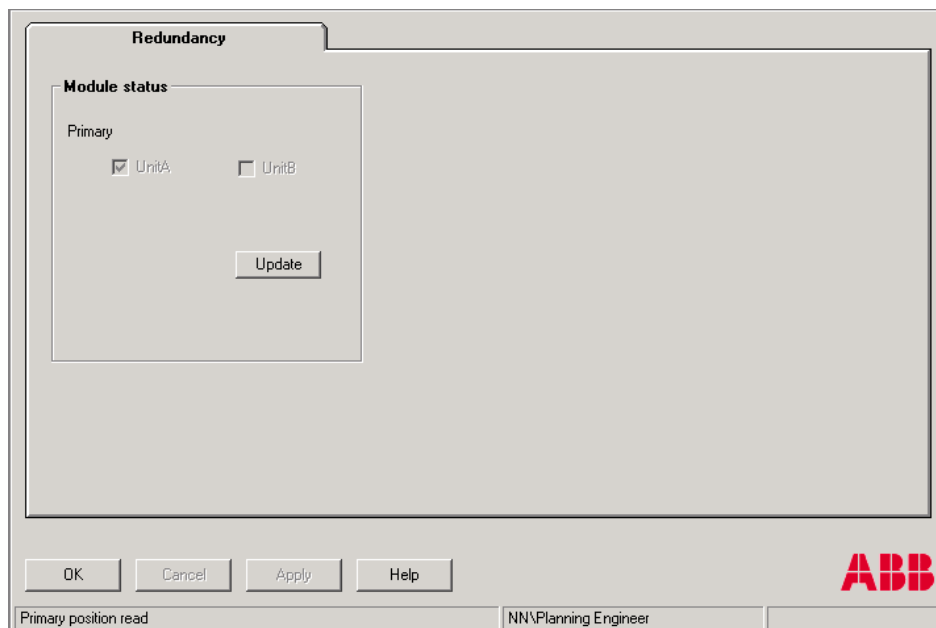 Redundancy
Module status
Primary
UnitA UnitB
Update
OK Cancel Apply Help
ABB
Primary position read NN\Planning Engineer